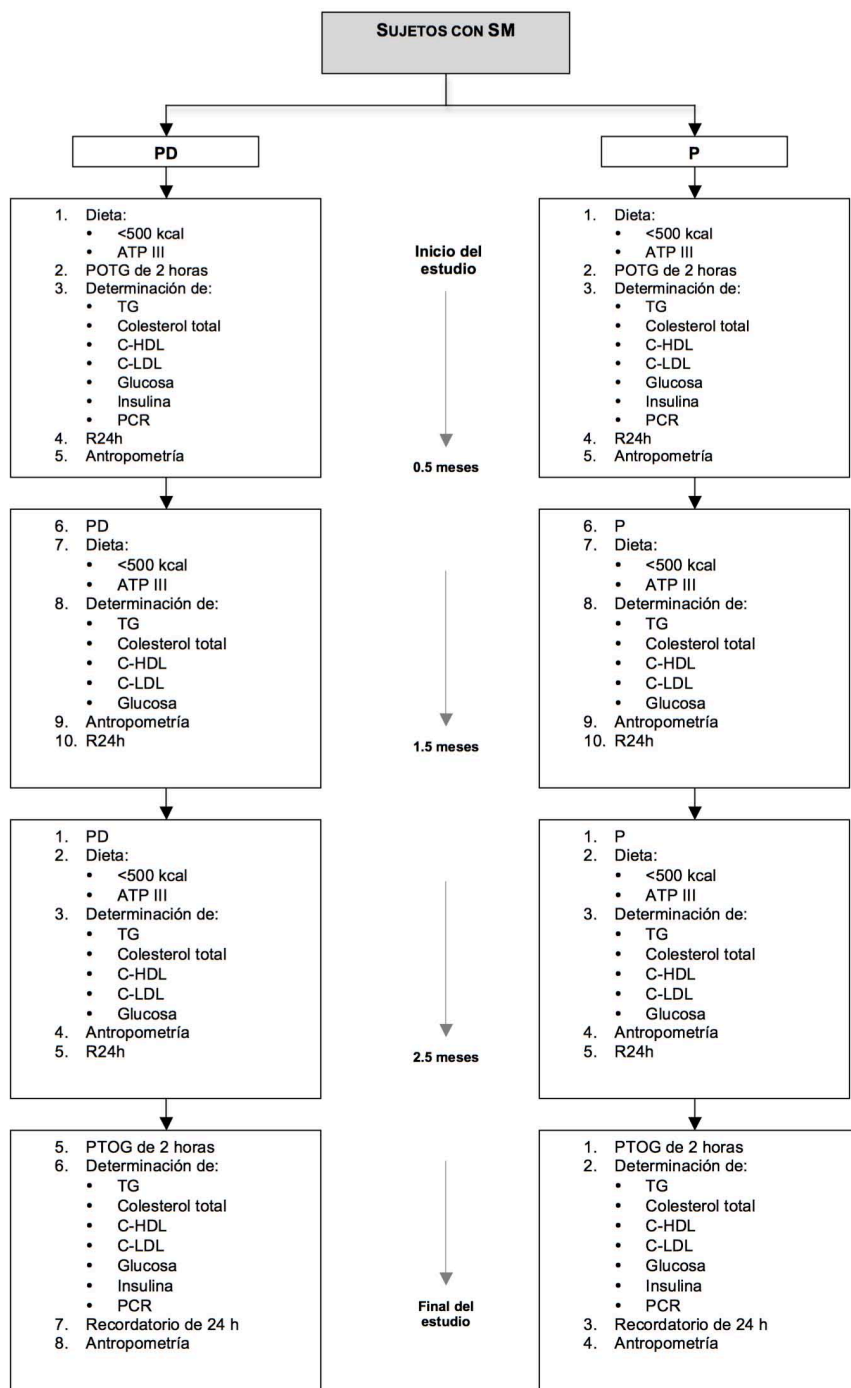 SUJETOS CON SM
PD
P
1. Dieta:
• <500 kcal
• ATP III
2. POTG de 2 horas
3. Determinación de:
• TG
• Colesterol total
• C-HDL
• C-LDL
• Glucosa
• Insulina
• PCR
4. R24h
5. Antropometría
Inicio del
estudio
0.5 meses
1. Dieta:
• <500 kcal
• ATP III
2. POTG de 2 horas
3. Determinación de:
• TG
• Colesterol total
• C-HDL
• C-LDL
• Glucosa
• Insulina
• PCR
4. R24h
5. Antropometría
6. PD
7. Dieta:
• <500 kcal
• ATP III
8. Determinación de:
• TG
• Colesterol total
• C-HDL
• C-LDL
• Glucosa
9. Antropometría
10. R24h
1.5 meses
6. P
7. Dieta:
• <500 kcal
• ATP III
8. Determinación de:
• TG
• Colesterol total
• C-HDL
• C-LDL
• Glucosa
9. Antropometría
10. R24h
1. PD
2. Dieta:
• <500 kcal
• ATP III
3. Determinación de:
• TG
• Colesterol total
• C-HDL
• C-LDL
• Glucosa
4. Antropometría
5. R24h
2.5 meses
1. P
2. Dieta:
• <500 kcal
• ATP III
3. Determinación de:
• TG
• Colesterol total
• C-HDL
• C-LDL
• Glucosa
4. Antropometría
5. R24h
5. PTOG de 2 horas
6. Determinación de:
• TG
• Colesterol total
• C-HDL
• C-LDL
• Glucosa
• Insulina
• PCR
7. Recordatorio de 24 h
8. Antropometría
Final del
estudio
1. PTOG de 2 horas
2. Determinación de:
• TG
• Colesterol total
• C-HDL
• C-LDL
• Glucosa
• Insulina
• PCR
3. Recordatorio de 24 h
4. Antropometría